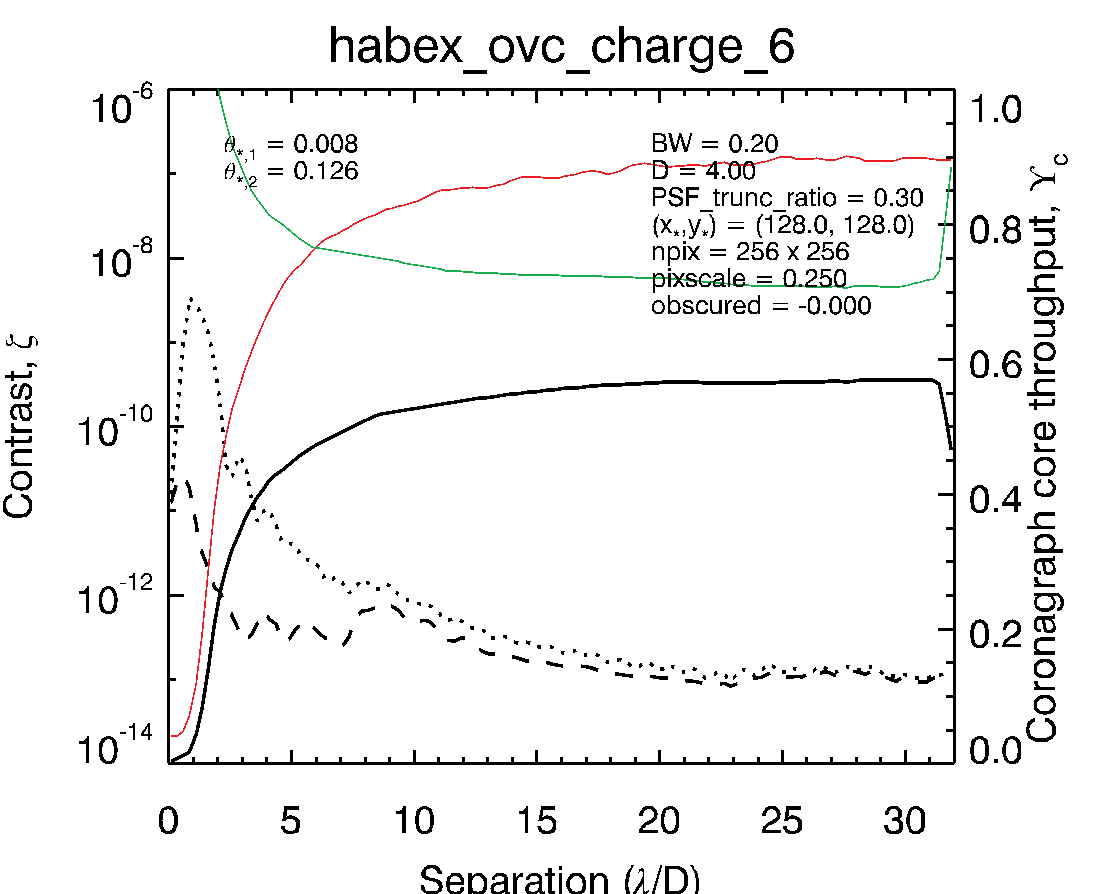 habex_ovc_charge_6
10-6
10-8
10-10
10-12
10-14
Contrast, ζ
θ*,1 = 0.008
θ*,2 = 0.126
BW = 0.20
D = 4.00
PSF_trunc_ratio = 0.30
(x*,y*) = (128.0, 128.0)
npix = 256 x 256
pixscale = 0.250
obscured = -0.000
1.0
0.8
0.6
0.4
0.2
0.0
Coronagraph core throughput, ϒc
0 5 10 15 20 25 30
Separation (λ/D)